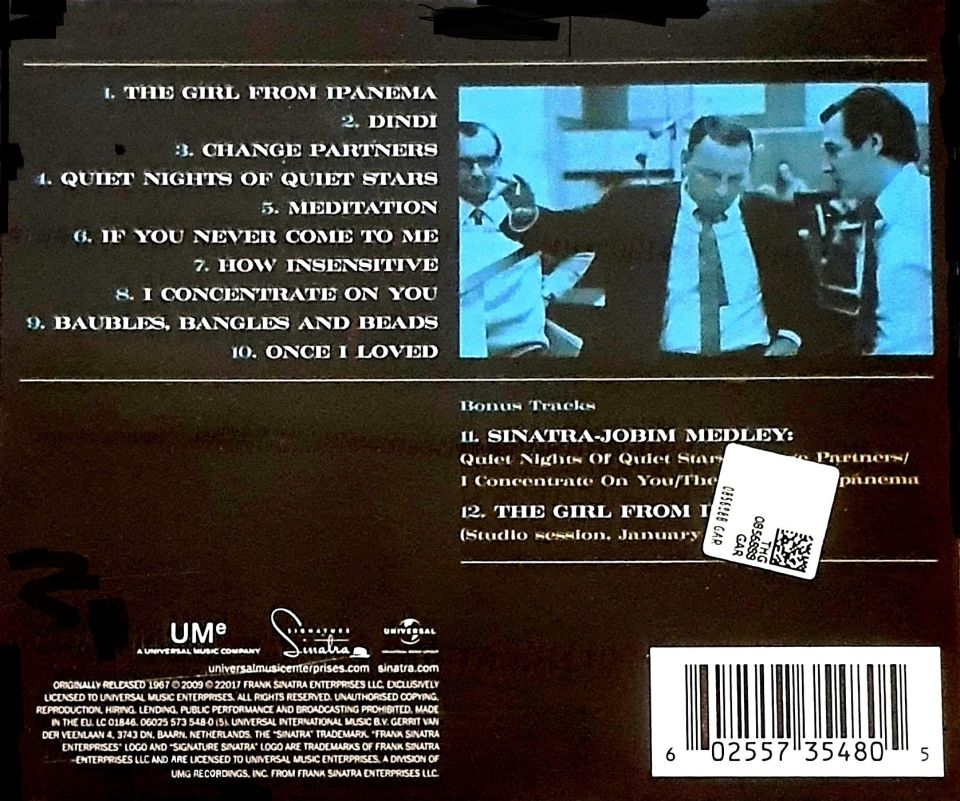 1. THE GIRL FROM IPANEMA
2. DINDI
3. CHANGE PARTNERS
4. QUIET NIGHTS OF QUIET STARS
5. MEDITATION
6. IF YOU NEVER COME TO ME
7. HOW INSENSITIVE
8. I CONCENTRATE ON YOU
9. BAUBLES, BANGLES AND BEADS
10. ONCE I LOVED
Bonus Tracks
11. SINATRA-JOBIM MEDLEY:
Quiet Nights Of Quiet Partners/
I Concentrate On You/The
12. THE GIRL FROM
(Studio session, January
0856988 GAR
THG
0856889
GAR
UMe
A UNIVERSAL MUSIC COMPANY
SIGNATURE
Sinatra
UNIVERSAL
universalmusicenterprises.com sinatra.com
ORIGINALLY RELEASED 1967 © 2009 © 22017 FRANK SINATRA ENTERPRISES LLC. EXCLUSIVELY
LICENSED TO UNIVERSAL MUSIC ENTERPRISES. ALL RIGHTS RESERVED. UNAUTHORISED COPYING,
REPRODUCTION, HIRING, LENDING, PUBLIC PERFORMANCE AND BROADCASTING PROHIBITED. MADE
IN THE EU. LC 01846. 06025 573 548-0 (5). UNIVERSAL INTERNATIONAL MUSIC B.V. GERRIT VAN
DER VEENLAAN 4, 3743 DN, BAARN, NETHERLANDS. THE "SINATRA" TRADEMARK, "FRANK SINATRA
ENTERPRISES" LOGO AND "SIGNATURE SINATRA" LOGO ARE TRADEMARKS OF FRANK SINATRA
ENTERPRISES LLC AND ARE LICENSED TO UNIVERSAL MUSIC ENTERPRISES, A DIVISION OF
UMG RECORDINGS, INC. FROM FRANK SINATRA ENTERPRISES LLC.
6 02557 35480 5